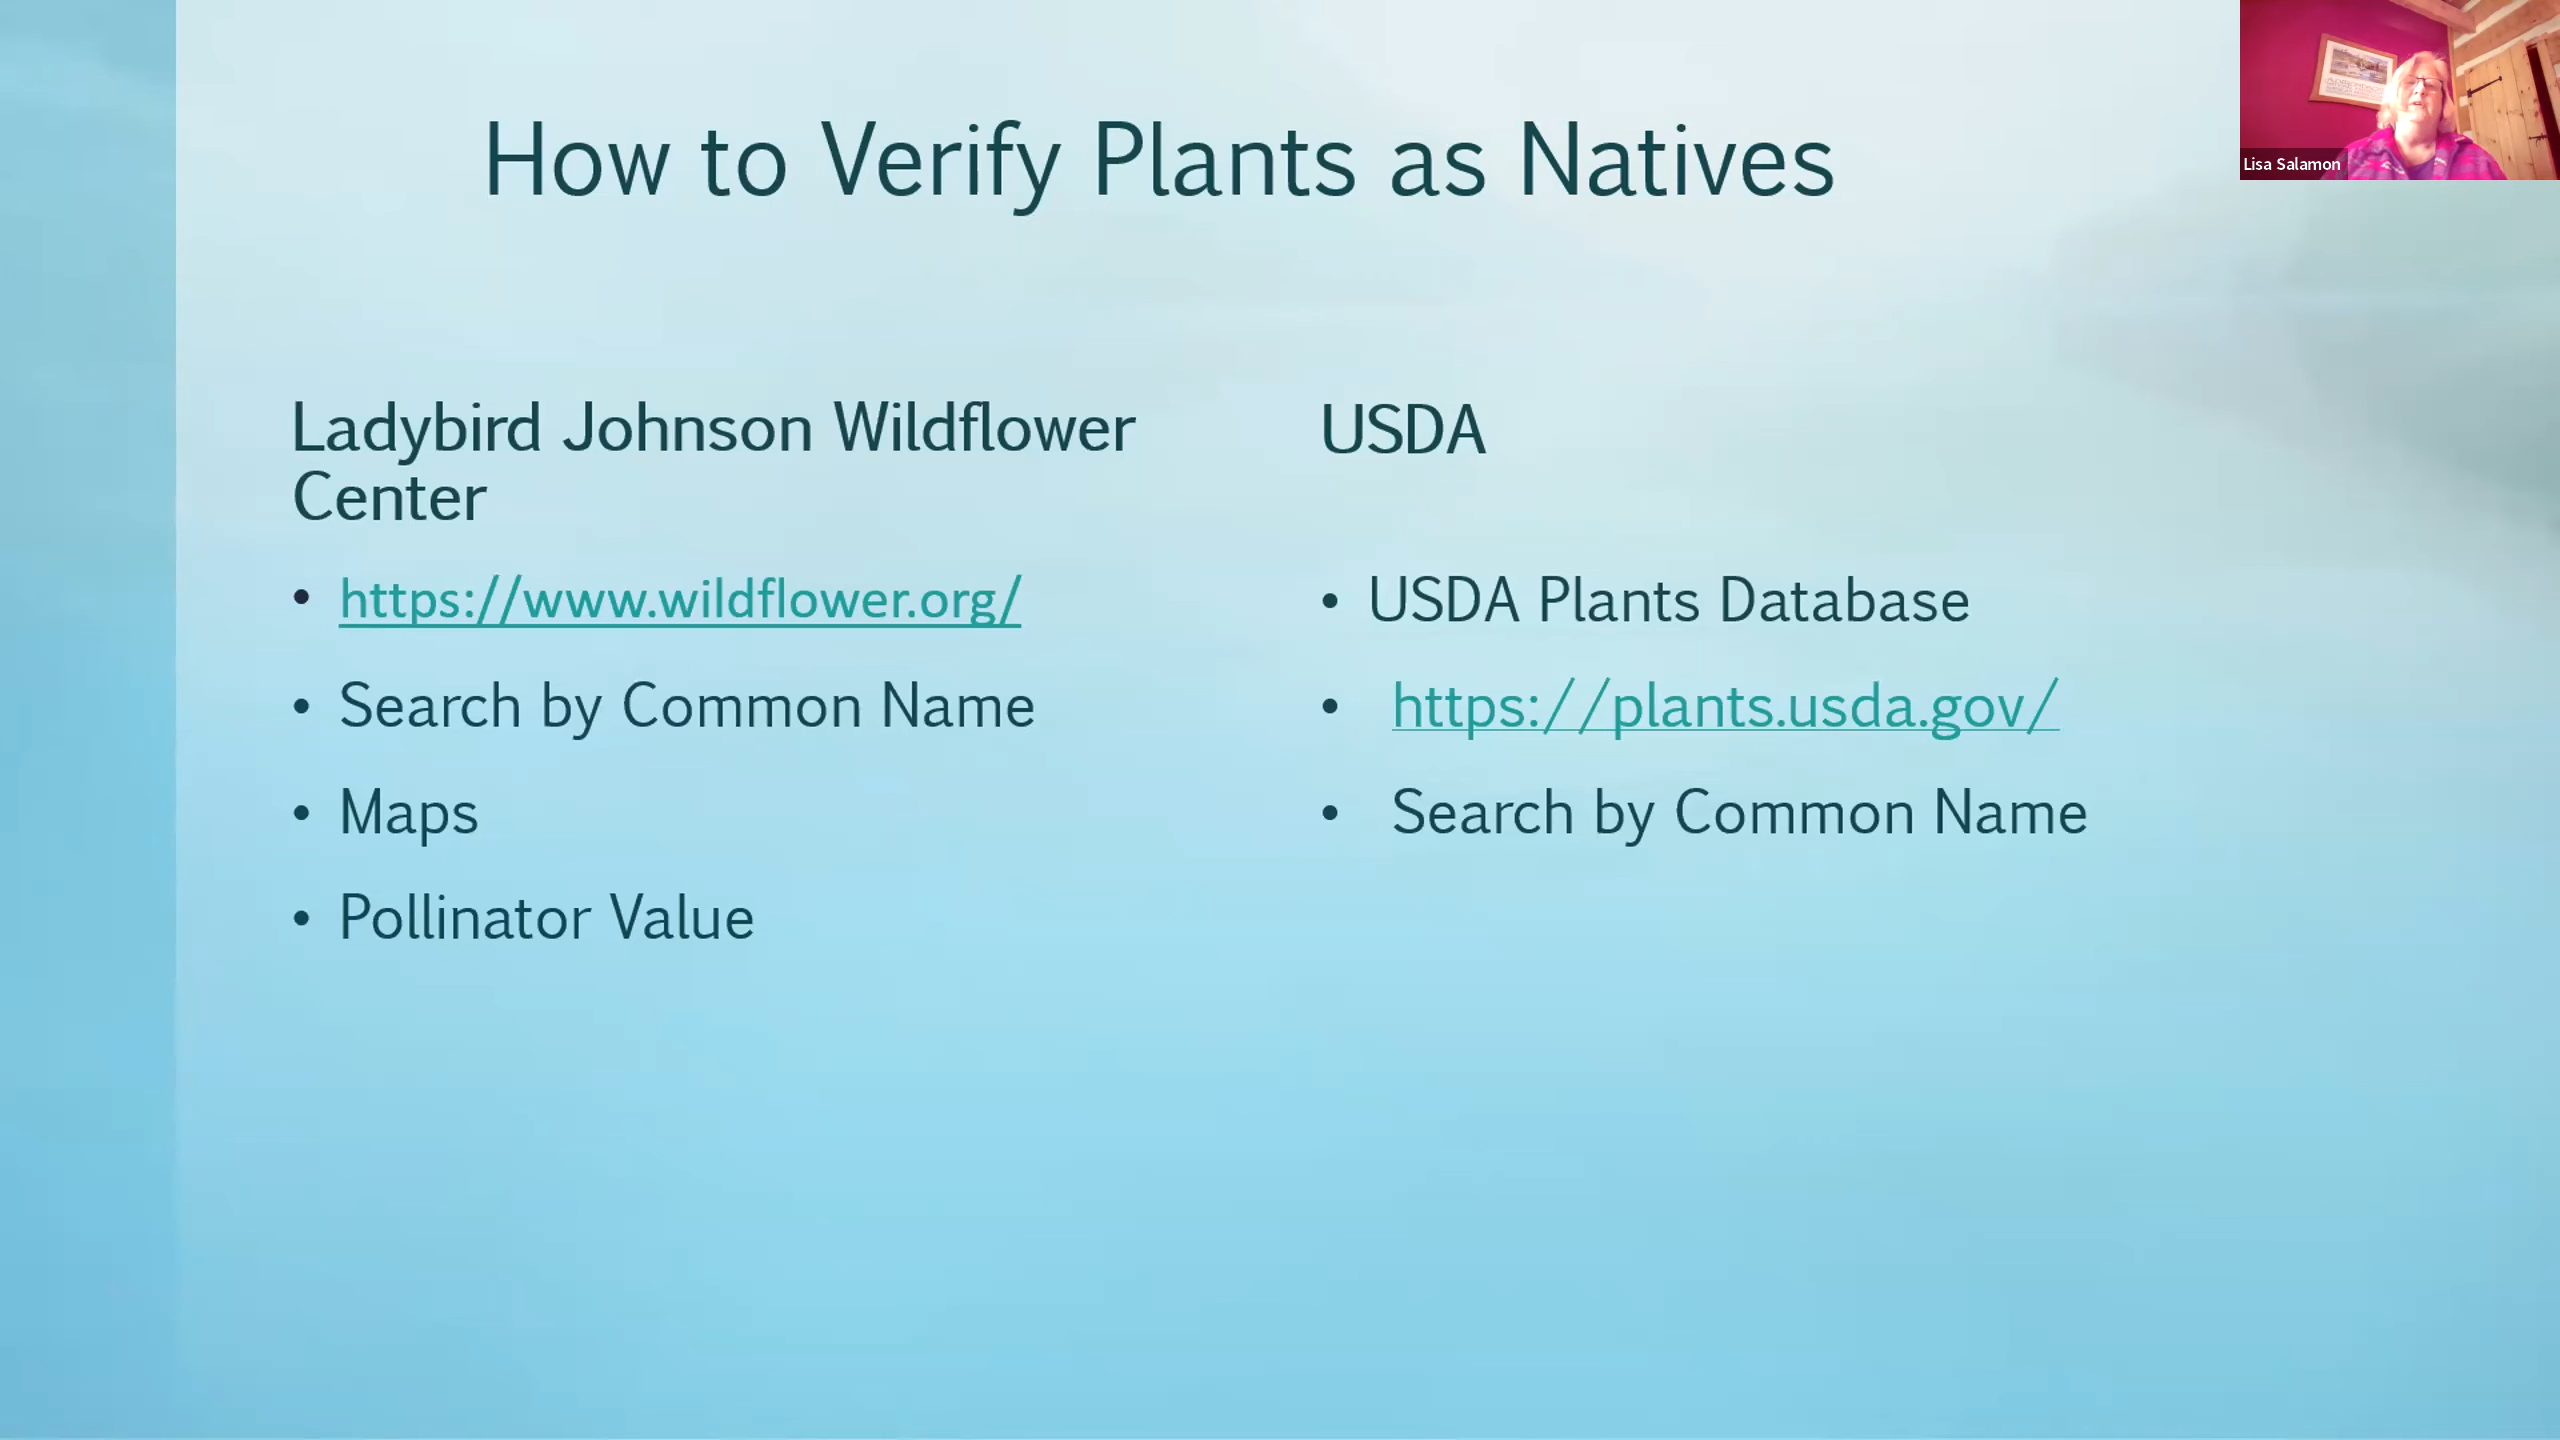 How to Verify Plants as Natives
Lisa Salamon
Ladybird Johnson Wildflower
Center
• https://www.wildflower.org/
• Search by Common Name
• Maps
• Pollinator Value
USDA
• USDA Plants Database
• https://plants.usda.gov/
• Search by Common Name